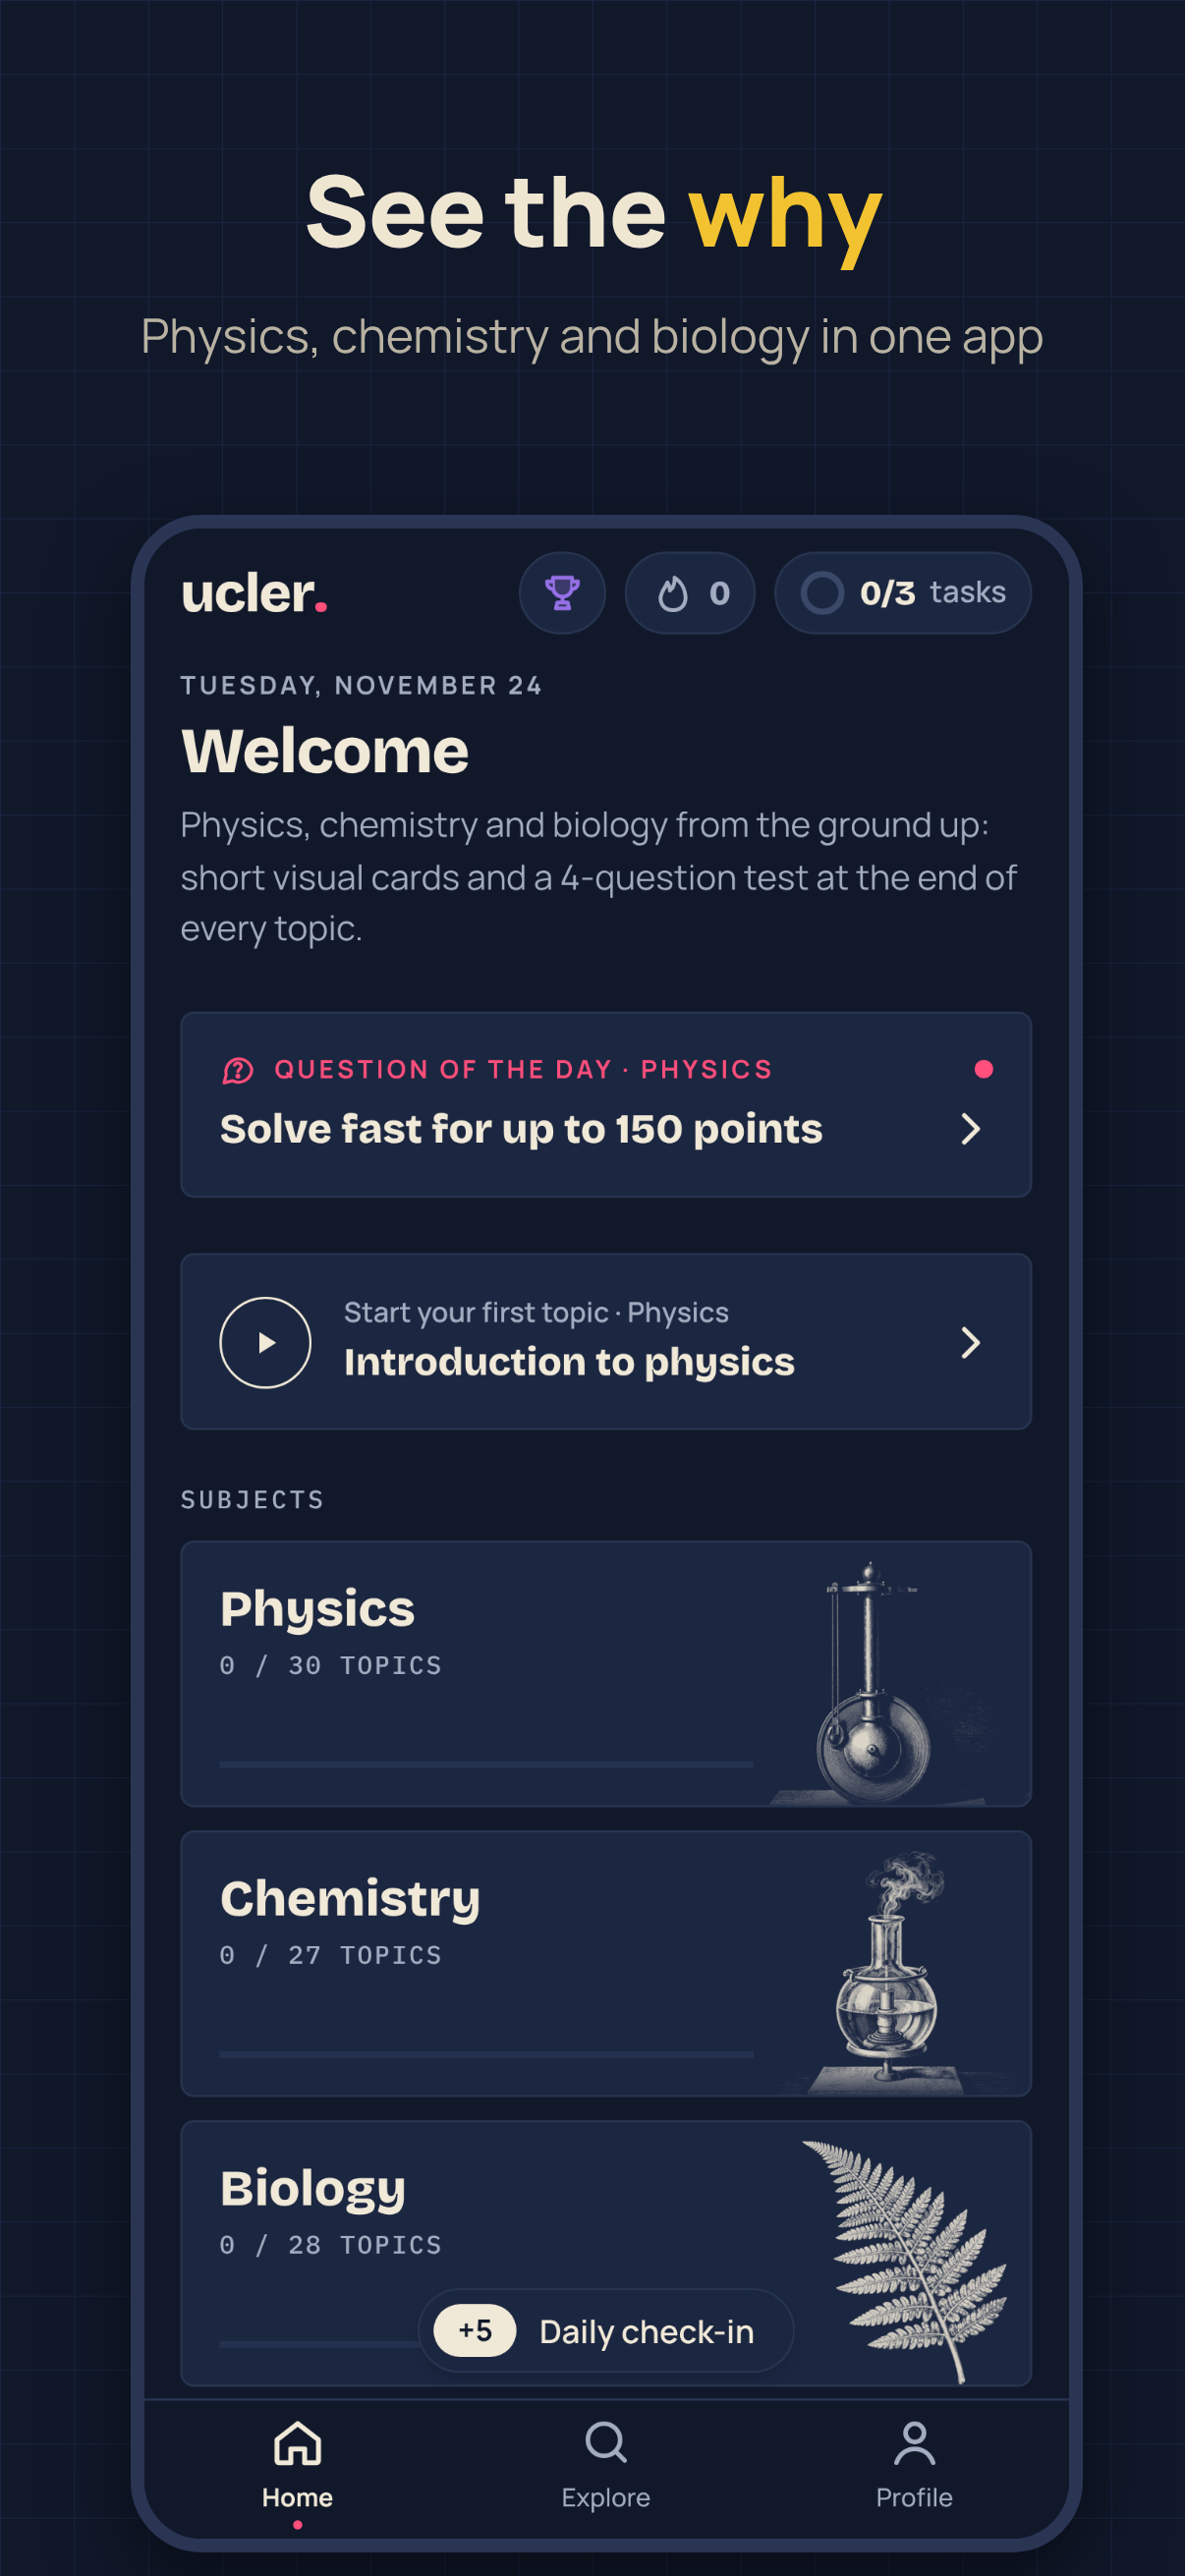 See the why
Physics, chemistry and biology in one app
ucler.
0
0/3 tasks
TUESDAY, NOVEMBER 24
Welcome
Physics, chemistry and biology from the ground up:
short visual cards and a 4-question test at the end of
every topic.
QUESTION OF THE DAY · PHYSICS
Solve fast for up to 150 points
Start your first topic · Physics
Introduction to physics
SUBJECTS
Physics
0 / 30 TOPICS
Chemistry
0 / 27 TOPICS
Biology
0 / 28 TOPICS
+5 Daily check-in
Home
Explore
Profile